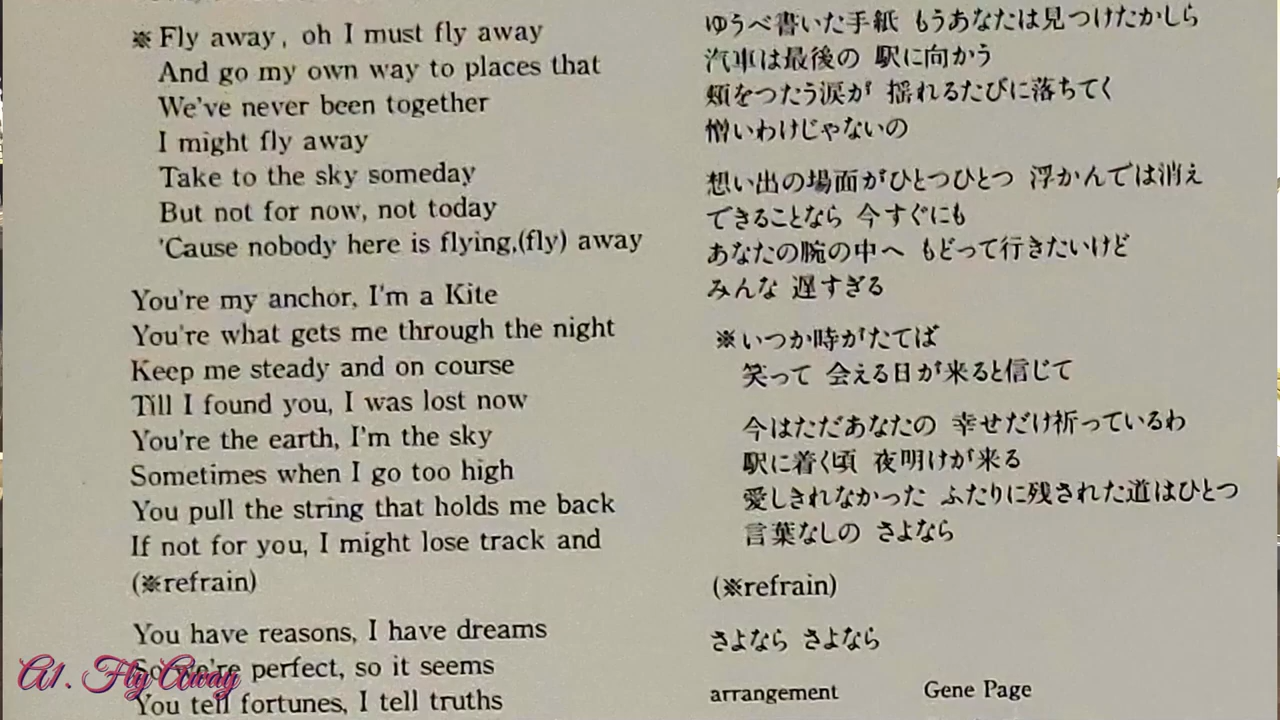 ※Fly away, oh I must fly away
And go my own way to places that
We've never been together
I might fly away
Take to the sky someday
But not for now, not today
'Cause nobody here is flying,(fly) away
You're my anchor, I'm a Kite
You're what gets me through the night
Keep me steady and on course
Till I found you, I was lost now
You're the earth, I'm the sky
Sometimes when I go too high
You pull the string that holds me back
If not for you, I might lose track and
(※refrain)
You have reasons, I have dreams
So we're perfect, so it seems
You tell fortunes, I tell truths
ゆうべ書いた手紙 もうあなたは見つけたかしら
汽車は最後の 駅に向かう
頬をつたう涙が 揺れるたびに落ちてく
憎いわけじゃないの
想い出の場面がひとつひとつ 浮かんでは消え
できることなら 今すぐにも
あなたの腕の中へ もどって行きたいけど
みんな 遅すぎる
※いつか時がたてば
笑って 会える日が来ると信じて
今はただあなたの 幸せだけ祈っているわ
駅に着く頃 夜明けが来る
愛しきれなかった ふたりに残された道はひとつ
言葉なしの さよなら
(※refrain)
さよなら さよなら
arrangement Gene Page
A1. Fly Away